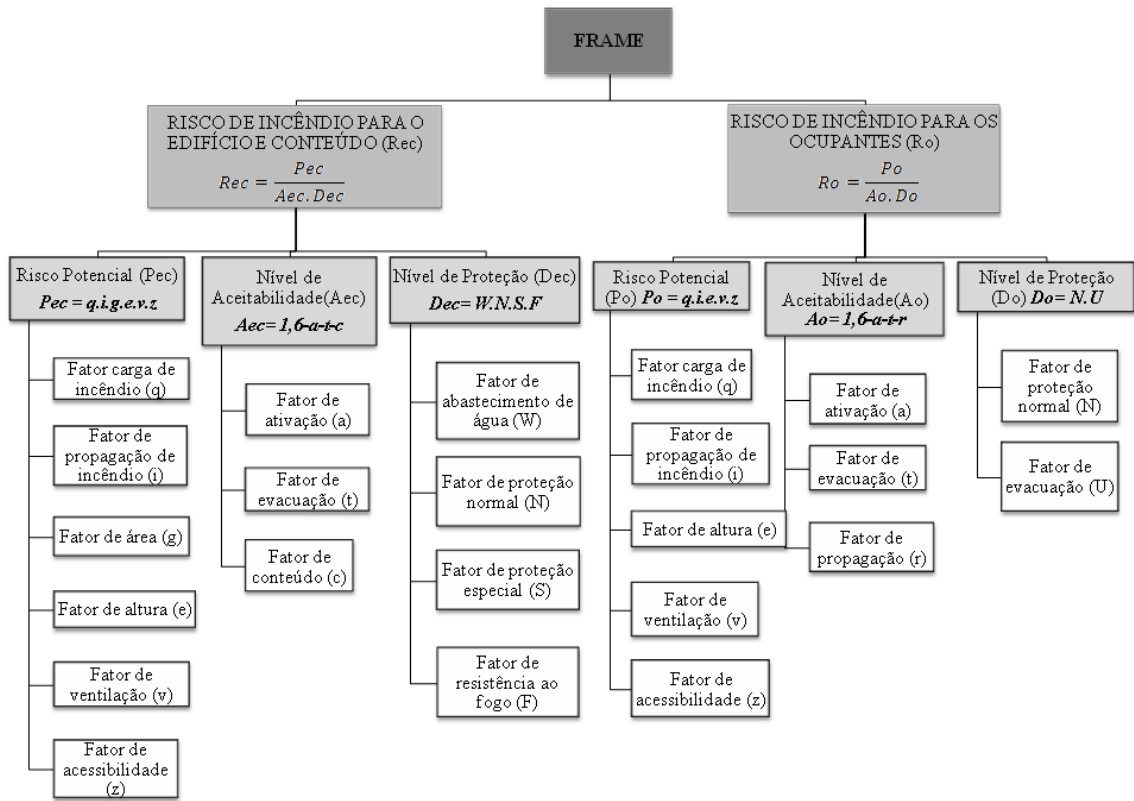 FRAME
RISCO DE INCÊNDIO PARA O
EDIFÍCIO E CONTEÚDO (Rec)
Rec = Pec / Aec.Dec
RISCO DE INCÊNDIO PARA OS
OCUPANTES (Ro)
Ro = Po / Ao.Do
Risco Potencial (Pec)
Pec = q.i.g.e.v.z
Fator carga de
incêndio (q)
Fator de
propagação de
incêndio (i)
Fator de área (g)
Fator de altura (e)
Fator de
ventilação (v)
Fator de
acessibilidade
(z)
Nível de
Aceitabilidade(Aec)
Aec= 1,6-a-t-c
Fator de
ativação (a)
Fator de
evacuação (t)
Fator de
conteúdo (c)
Nível de Proteção (Dec)
Dec= W.N.S.F
Fator de
abastecimento de
água (W)
Fator de proteção
normal (N)
Fator de proteção
especial (S)
Fator de
resistência ao
fogo (F)
Risco Potencial
(Po) Po = q.i.e.v.z
Fator carga de
incêndio (q)
Fator de
propagação de
incêndio (i)
Fator de altura (e)
Fator de
ventilação (v)
Fator de
acessibilidade (z)
Nível de
Aceitabilidade(Ao)
Ao= 1,6-a-t-r
Fator de
ativação (a)
Fator de
evacuação (t)
Fator de
propagação (r)
Nível de Proteção
(Do) Do= N.U
Fator de
proteção
normal (N)
Fator de
evacuação (U)